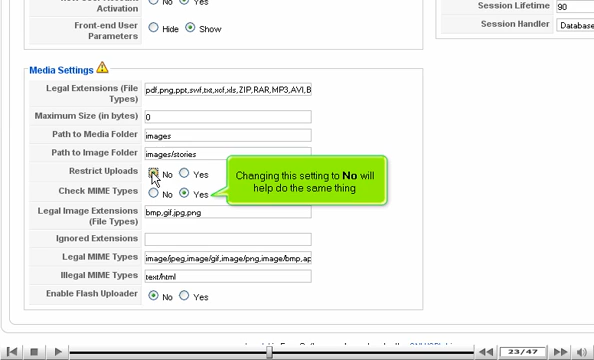 No Yes
Activation
Front-end User Hide Show
Parameters
Session Lifetime 90
Session Handler Database
Media Settings
Legal Extensions (File pdf,png,ppt,swf,txt,xcf,xls,ZIP,RAR,MP3,AVI,B
Types)
Maximum Size (in bytes) 0
Path to Media Folder images
Path to Image Folder images/stories
Restrict Uploads No Yes
Check MIME Types No Yes
Changing this setting to No will
help do the same thing
Legal Image Extensions bmp,gif,jpg,png
(File Types)
Ignored Extensions
Legal MIME Types image/jpeg,image/gif,image/png,image/bmp,ap
Illegal MIME Types text/html
Enable Flash Uploader No Yes
23/47